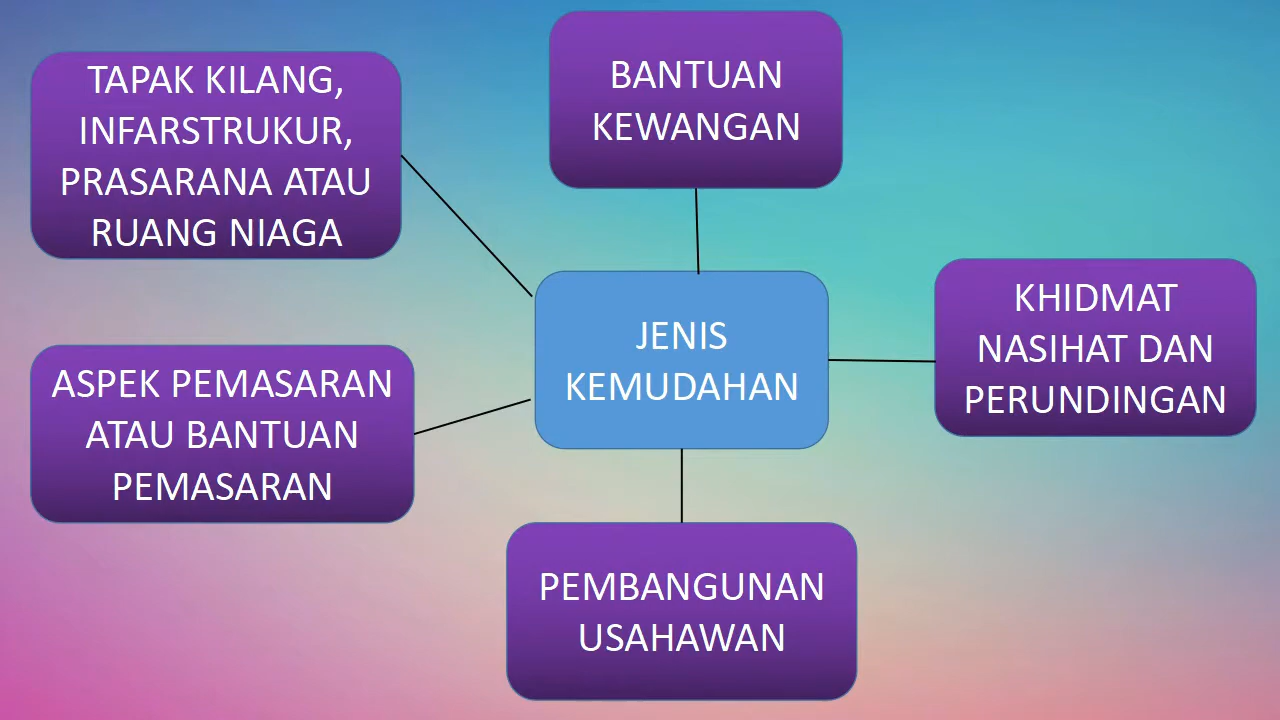 TAPAK KILANG,
INFARSTRUKUR,
PRASARANA ATAU
RUANG NIAGA
BANTUAN
KEWANGAN
JENIS
KEMUDAHAN
KHIDMAT
NASIHAT DAN
PERUNDINGAN
ASPEK PEMASARAN
ATAU BANTUAN
PEMASARAN
PEMBANGUNAN
USAHAWAN